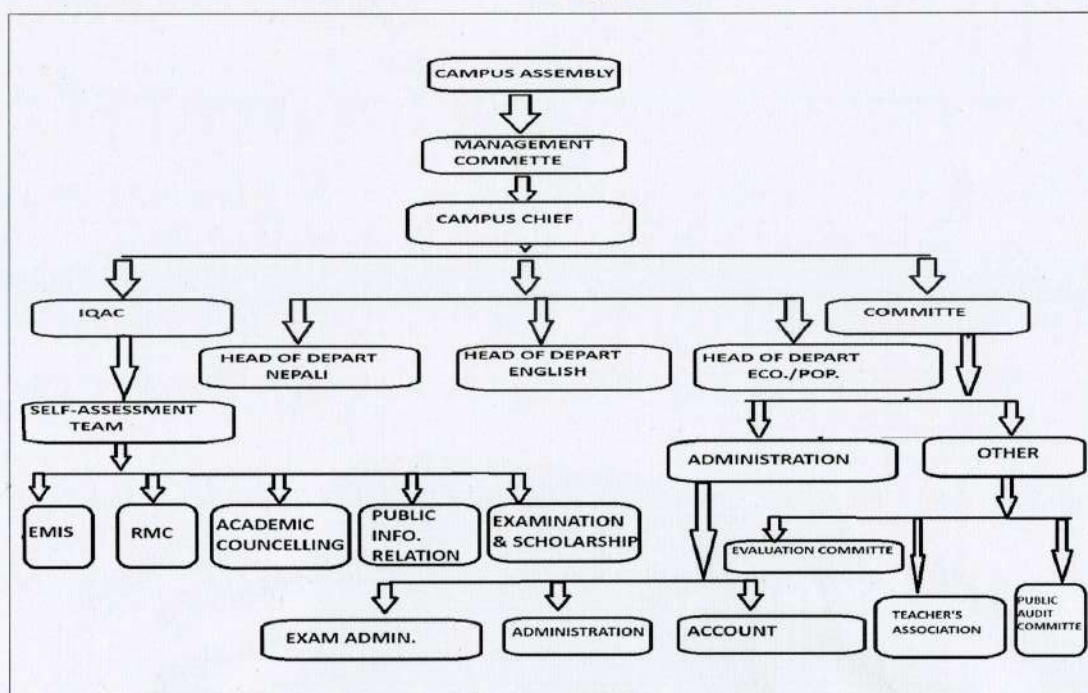 CAMPUS ASSEMBLY
MANAGEMENT
COMMETTE
CAMPUS CHIEF
IQAC
COMMITTE
HEAD OF DEPART
NEPALI
HEAD OF DEPART
ENGLISH
HEAD OF DEPART
ECO./POP.
SELF-ASSESSMENT
TEAM
ADMINISTRATION
OTHER
EMIS
RMC
ACADEMIC
COUNCELLING
PUBLIC
INFO.
RELATION
EXAMINATION
& SCHOLARSHIP
EVALUATION COMMITTE
EXAM ADMIN.
ADMINISTRATION
ACCOUNT
TEACHER'S
ASSOCIATION
PUBLIC
AUDIT
COMMITTE